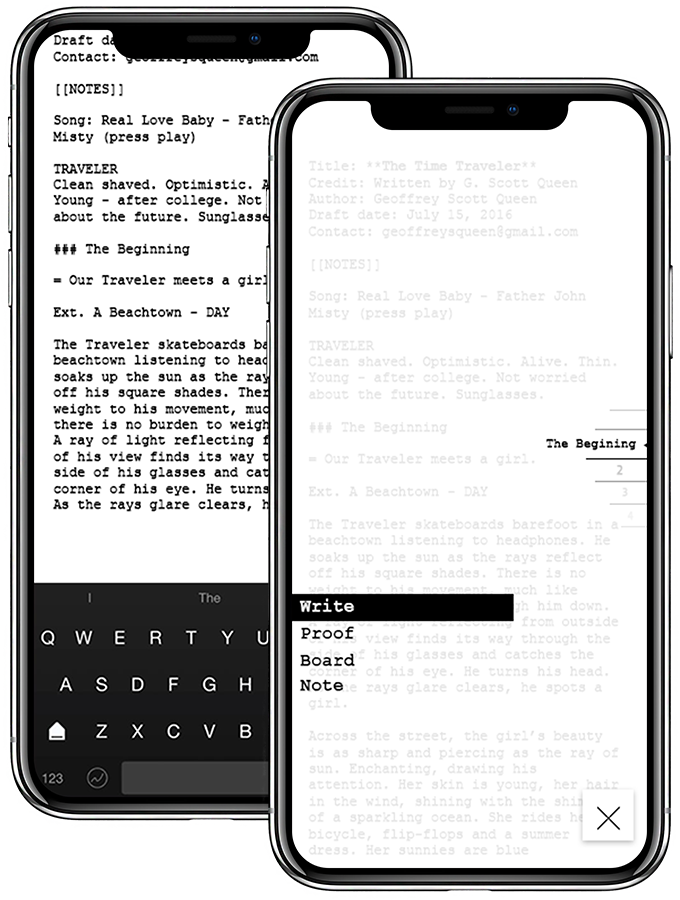 Draft da
Contact: geoffreysqueen@gmail.com
[[NOTES]]
Song: Real Love Baby - Fath
Misty (press play)
TRAVELER
Clean shaved. Optimistic. A
Young - after college. Not
about the future. Sunglasse
### The Beginning
= Our Traveler meets a girl
Ext. A Beachtown - DAY
The Traveler skateboards ba
beachtown listening to head
soaks up the sun as the ray
off his square shades. Ther
weight to his movement, muc
there is no burden to weigh
A ray of light reflecting f
of his view finds its way t
side of his glasses and cat
corner of his eye. He turns
As the rays glare clears, h
I The
Q W E R T Y U
A S D F G H
Z X C V B
123
Title: **The Time Traveler**
Credit: Written by G. Scott Queen
Author: Geoffrey Scott Queen
Draft date: July 15, 2016
Contact: geoffreysqueen@gmail.com
[[NOTES]]
Song: Real Love Baby - Father John
Misty (press play)
TRAVELER
Clean shaved. Optimistic. Alive. Thin.
Young - after college. Not worried
about the future. Sunglasses.
### The Beginning
The Begining
= Our Traveler meets a girl.
2
Ext. A Beachtown - DAY
3
4
The Traveler skateboards barefoot in a
beachtown listening to headphones. He
soaks up the sun as the rays reflect
off his square shades. There is no
weight to his movement, much like
Write
gh him down.
A ray of light reflecting from outside
Proof
view finds its way through the
side of his glasses and catches the
Board
corner of his eye. He turns his head.
Note
rays glare clears, he spots a
girl.
Across the street, the girl's beauty
is as sharp and piercing as the ray of
sun. Enchanting, drawing his
attention. Her skin is young, her hair
in the wind, shining with the shi
of a sparkling ocean. She rides he
bicycle, flip-flops and a summer
dress. Her sunnies are blue